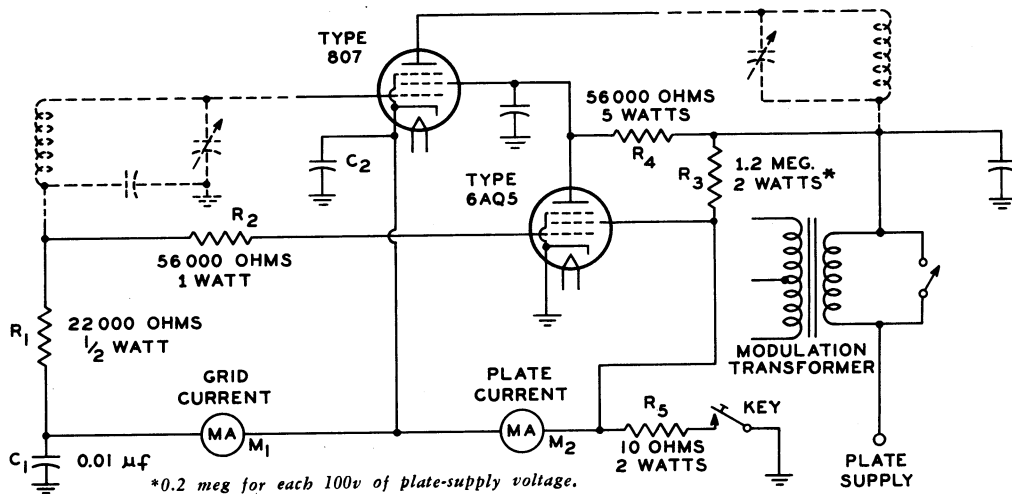 TYPE
807
56000 OHMS
5 WATTS
R4
C2
R3
1.2 MEG.
2 WATTS*
TYPE
6AQ5
R2
56000 OHMS
1 WATT
R1
22000 OHMS
1/2 WATT
MODULATION
TRANSFORMER
GRID
CURRENT
PLATE
CURRENT
MA
M1
MA
M2
R5
10 OHMS
2 WATTS
KEY
C1
0.01 μf
PLATE
SUPPLY
*0.2 meg for each 100v of plate-supply voltage.